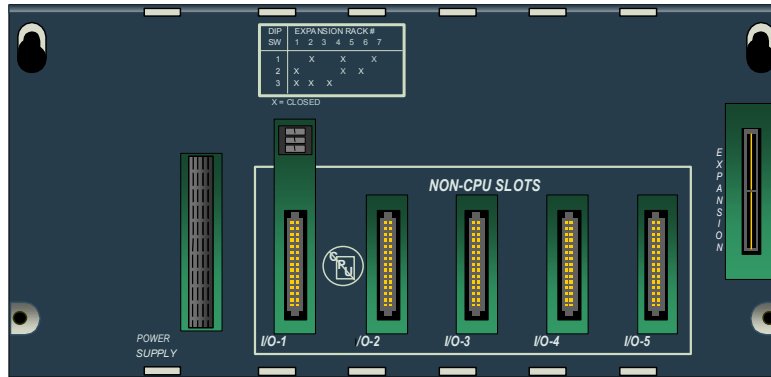 DIP EXPANSION RACK #
SW 1 2 3 4 5 6 7
1 X X X
2 X X X
3 X X X
X = CLOSED
NON-CPU SLOTS
EXPANSION
POWER
SUPPLY
I/O-1 I/O-2 I/O-3 I/O-4 I/O-5